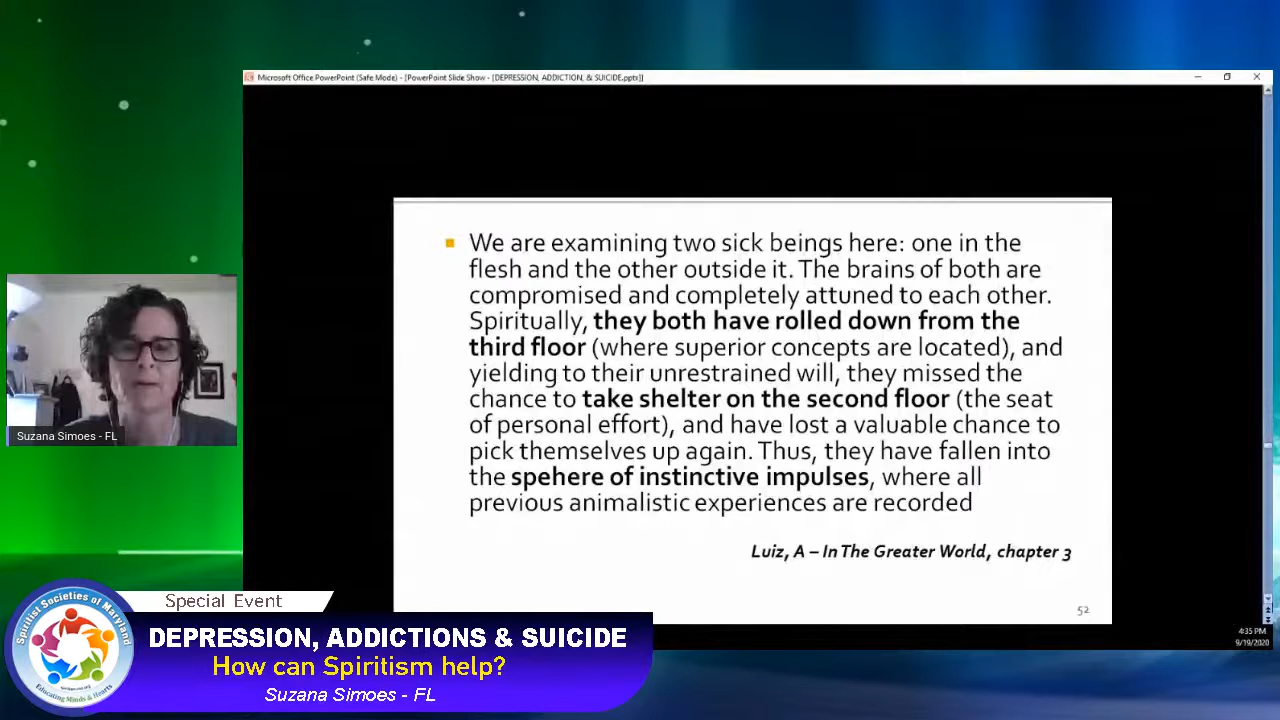 Microsoft Office PowerPoint (Safe Mode) - [PowerPoint Slide Show - [DEPRESSION, ADDICTION, & SUICIDE.pptx]]
We are examining two sick beings here: one in the
flesh and the other outside it. The brains of both are
compromised and completely attuned to each other.
Spiritually, they both have rolled down from the
third floor (where superior concepts are located), and
yielding to their unrestrained will, they missed the
chance to take shelter on the second floor (the seat
of personal effort), and have lost a valuable chance to
pick themselves up again. Thus, they have fallen into
the spehere of instinctive impulses, where all
previous animalistic experiences are recorded
Luiz, A – In The Greater World, chapter 3
52
4:35 PM
9/19/2020
Suzana Simoes - FL
Spiritist Societies of Maryland
Educating Minds & Hearts
Special Event
DEPRESSION, ADDICTIONS & SUICIDE
How can Spiritism help?
Suzana Simoes - FL